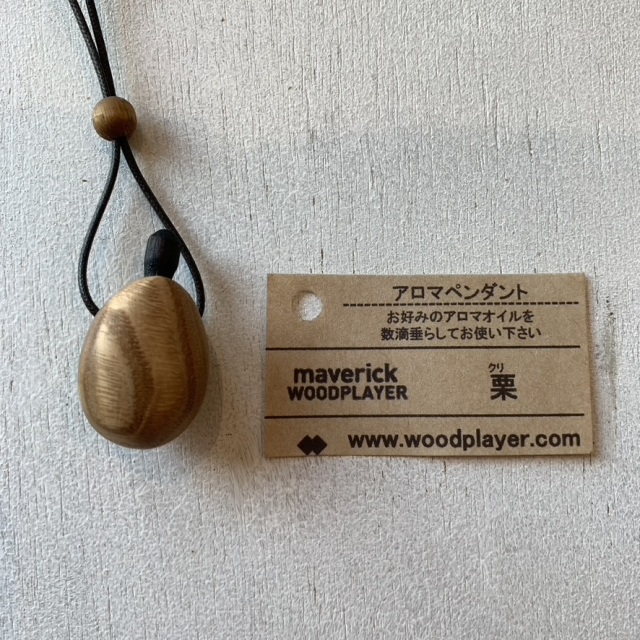 アロマペンダント
お好みのアロマオイルを
数滴垂らしてお使い下さい
maverick
WOODPLAYER
クリ
栗
www.woodplayer.com